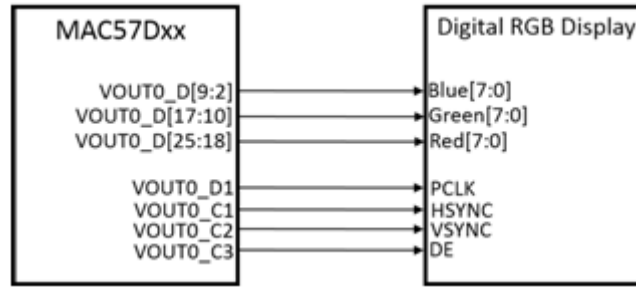 MAC57Dxx
VOUT0_D[9:2]
VOUT0_D[17:10]
VOUT0_D[25:18]
VOUT0_D1
VOUT0_C1
VOUT0_C2
VOUT0_C3
Digital RGB Display
Blue[7:0]
Green[7:0]
Red[7:0]
PCLK
HSYNC
VSYNC
DE